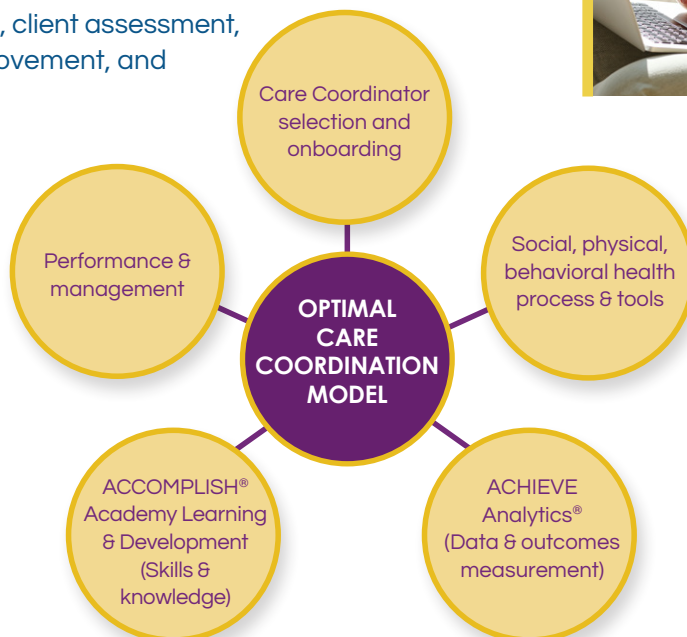 , client assessment,
ovement, and
Care Coordinator
selection and
onboarding
Social, physical,
behavioral health
process & tools
Performance &
management
OPTIMAL
CARE
COORDINATION
MODEL
ACCOMPLISH®
Academy Learning
& Development
(Skills &
knowledge)
ACHIEVE
Analytics®
(Data & outcomes
measurement)